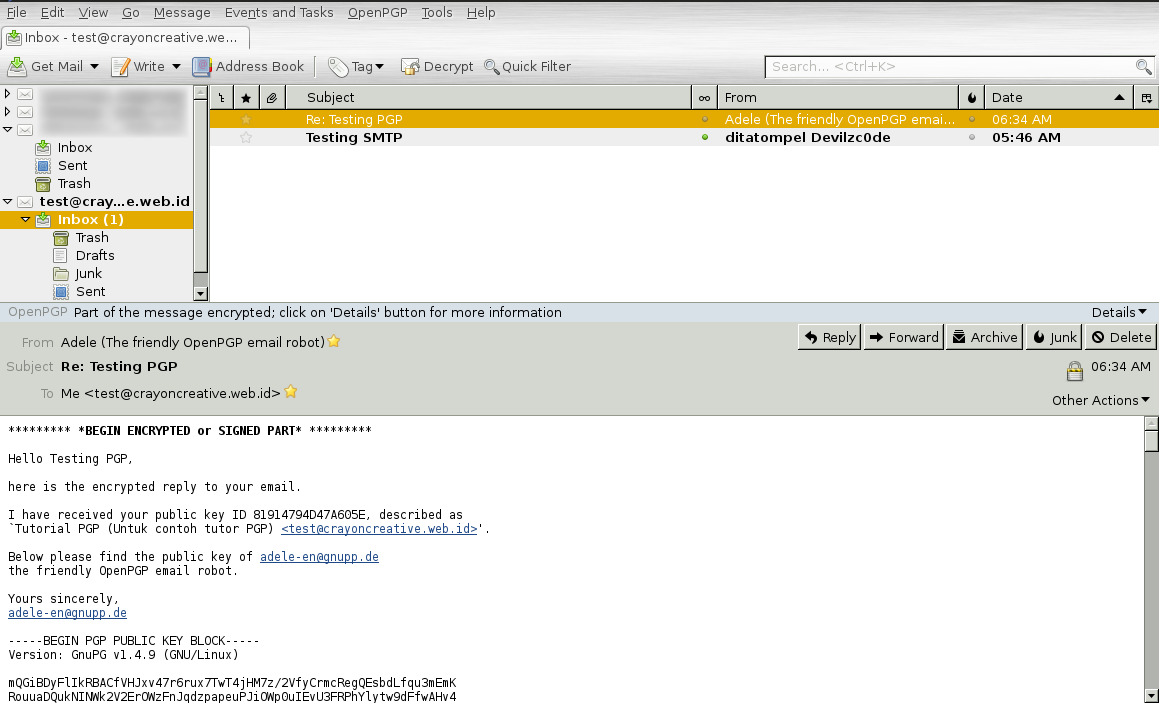 File Edit View Go Message Events and Tasks OpenPGP Tools Help
Inbox - test@crayoncreative.we...
Get Mail Write Address Book Tag Decrypt Quick Filter Search... <Ctrl+K>
Subject From Date
Re: Testing PGP Adele (The friendly OpenPGP emai... 06:34 AM
Testing SMTP ditatompel Devilzc0de 05:46 AM
Inbox
Sent
Trash
test@cray...e.web.id
Inbox (1)
Trash
Drafts
Junk
Sent
OpenPGP Part of the message encrypted; click on 'Details' button for more information Details
From Adele (The friendly OpenPGP email robot) Reply Forward Archive Junk Delete
Subject Re: Testing PGP 06:34 AM
To Me <test@crayoncreative.web.id> Other Actions
********* *BEGIN ENCRYPTED or SIGNED PART* *********
Hello Testing PGP,
here is the encrypted reply to your email.
I have received your public key ID 81914794D47A605E, described as
`Tutorial PGP (Untuk contoh tutor PGP) <test@crayoncreative.web.id>'.
Below please find the public key of adele-en@gnupp.de
the friendly OpenPGP email robot.
Yours sincerely,
adele-en@gnupp.de
-----BEGIN PGP PUBLIC KEY BLOCK-----
Version: GnuPG v1.4.9 (GNU/Linux)
mQGiBDyFlIkRBACfVHJxv47r6rux7TwT4jHM7z/2VfyCrmcRegQEsbdLfqu3mEmK
RouuaDQukNINWk2V2ErOWzFnJqdzpapeuPJiOWp0uIEvU3FRPhYlytw9dFfwAHv4